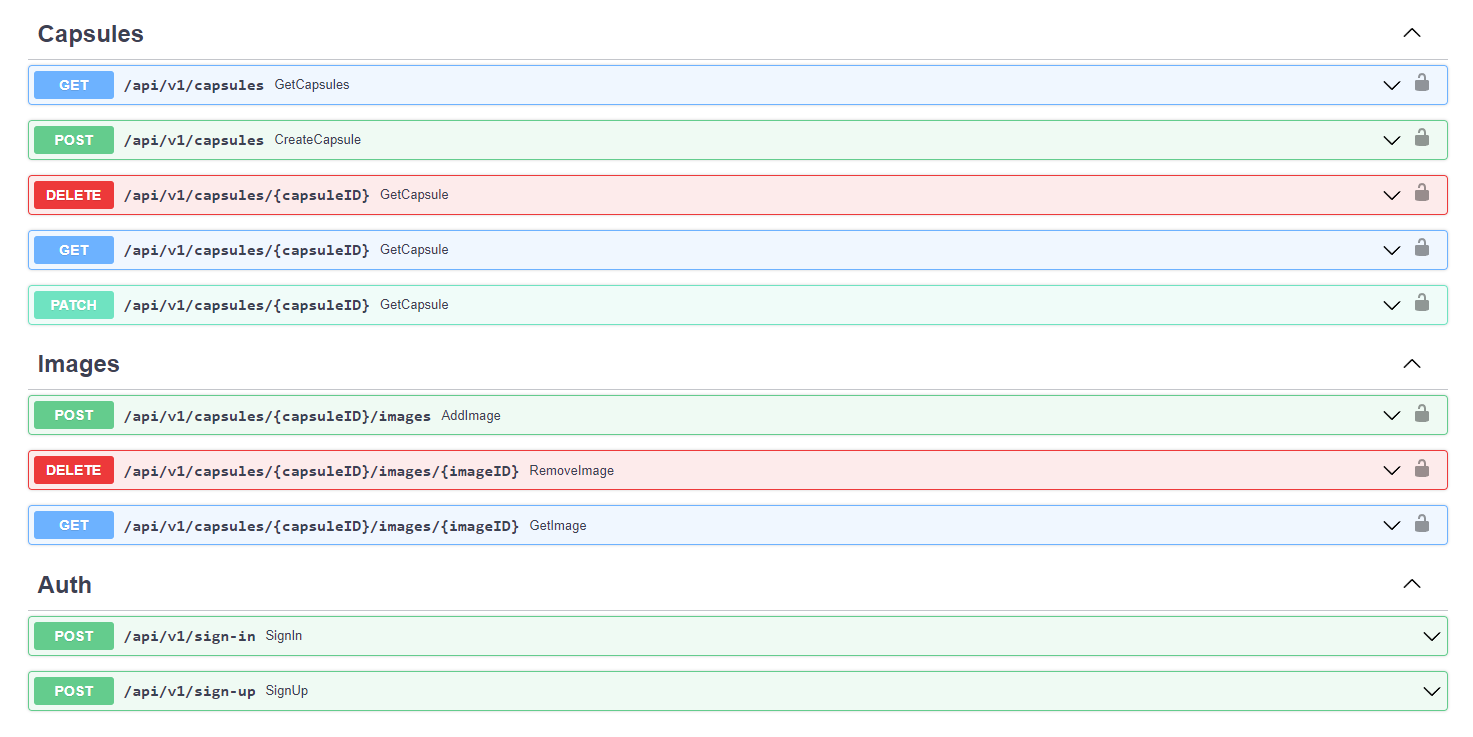 Capsules
GET /api/v1/capsules GetCapsules
POST /api/v1/capsules CreateCapsule
DELETE /api/v1/capsules/{capsuleID} GetCapsule
GET /api/v1/capsules/{capsuleID} GetCapsule
PATCH /api/v1/capsules/{capsuleID} GetCapsule
Images
POST /api/v1/capsules/{capsuleID}/images AddImage
DELETE /api/v1/capsules/{capsuleID}/images/{imageID} RemoveImage
GET /api/v1/capsules/{capsuleID}/images/{imageID} GetImage
Auth
POST /api/v1/sign-in SignIn
POST /api/v1/sign-up SignUp